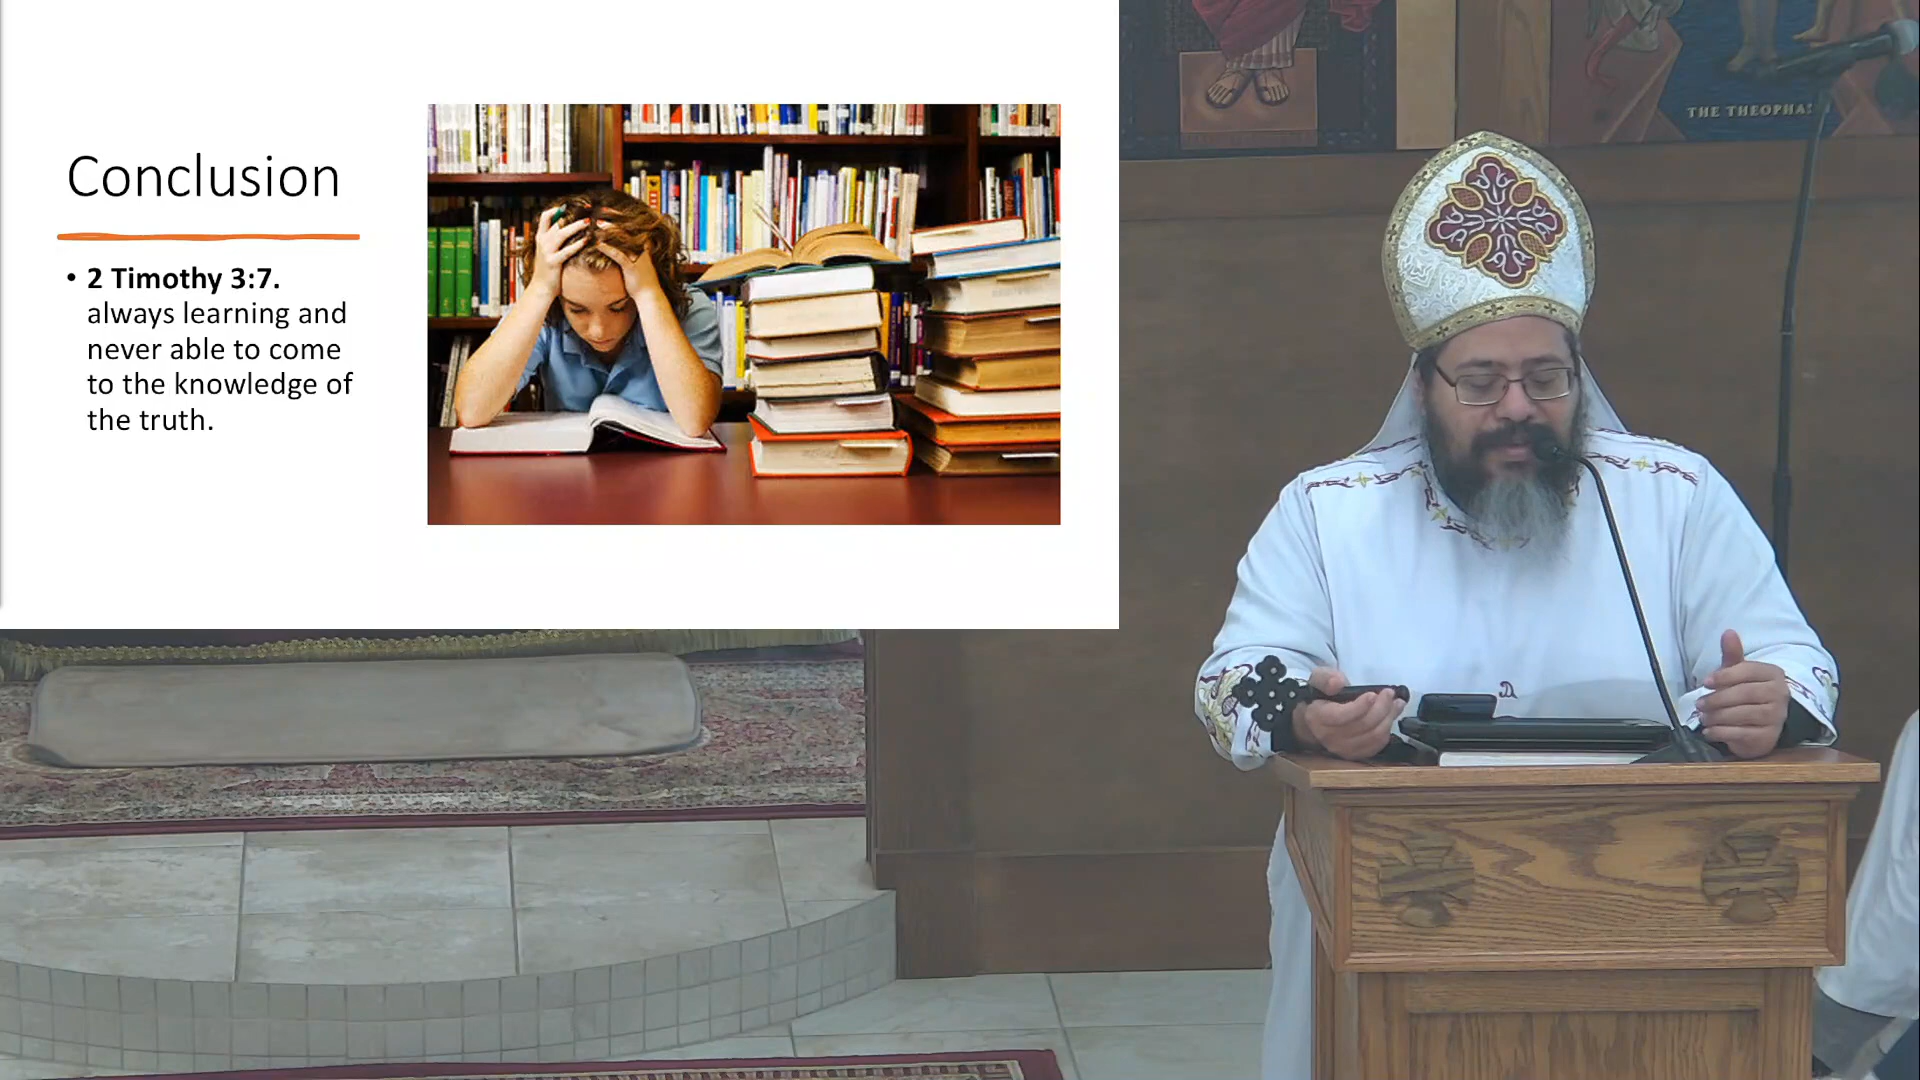 Conclusion
• 2 Timothy 3:7.
always learning and
never able to come
to the knowledge of
the truth.
THE THEOPHA